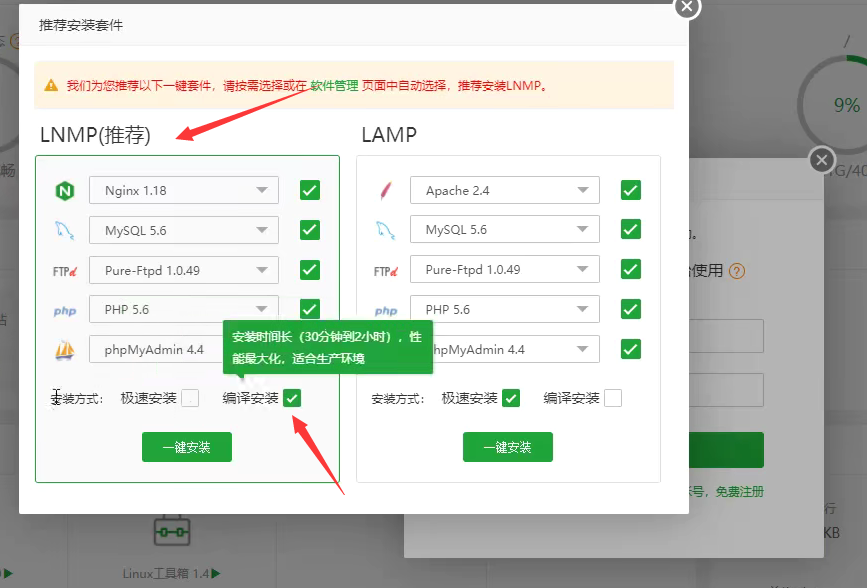 推荐安装套件
我们为您推荐以下一键套件，请按需选择或在 软件管理 页面中自动选择，推荐安装LNMP。
LNMP(推荐)
Nginx 1.18
MySQL 5.6
FTPd
Pure-Ftpd 1.0.49
php
PHP 5.6
phpMyAdmin 4.4
安装时间长（30分钟到2小时），性
能最大化，适合生产环境
安装方式：
极速安装
编译安装
一键安装
LAMP
Apache 2.4
MySQL 5.6
FTPd
Pure-Ftpd 1.0.49
php
PHP 5.6
hpMyAdmin 4.4
安装方式：
极速安装
编译安装
一键安装
/
9%
畅
G/40
使用
号，免费注册
行
KB
站
Linux工具箱 1.4